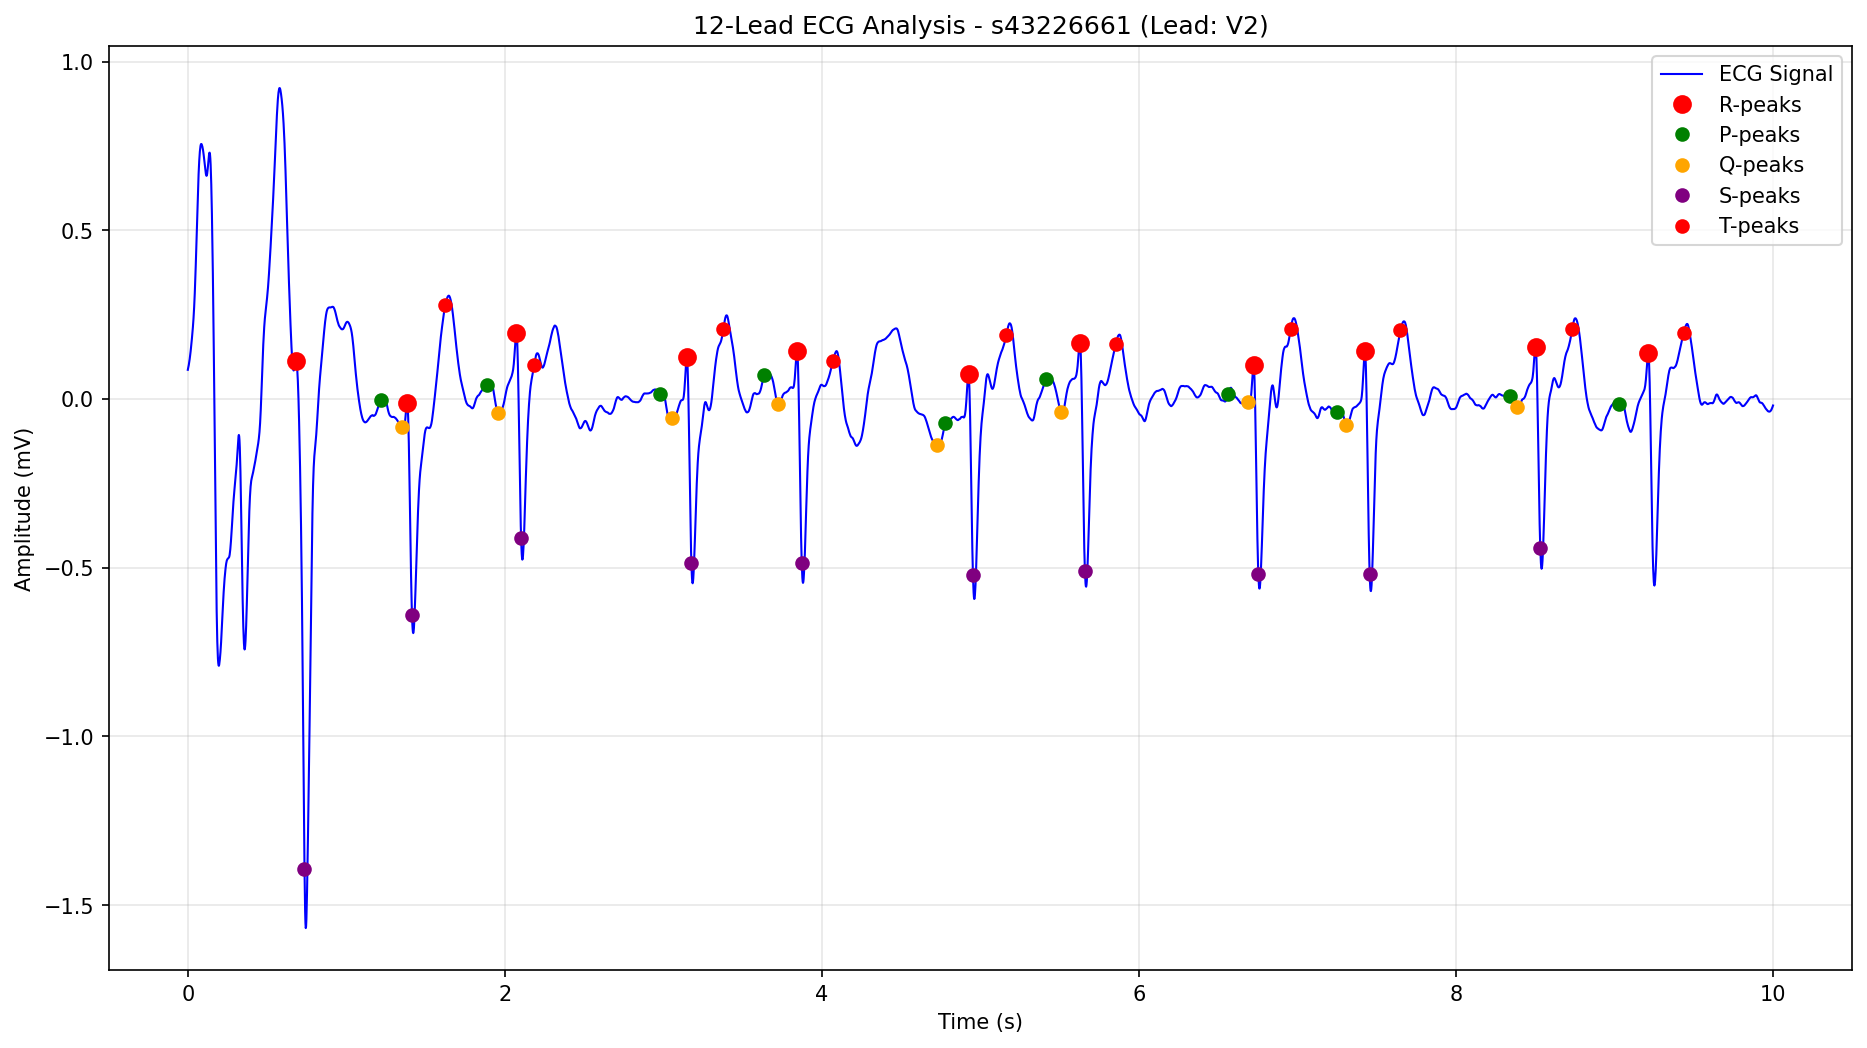 12-Lead ECG Analysis - s43226661 (Lead: V2)
ECG Signal
R-peaks
P-peaks
Q-peaks
S-peaks
T-peaks
Amplitude (mV)
1.0
0.5
0.0
−0.5
−1.0
−1.5
0 2 4 6 8 10
Time (s)